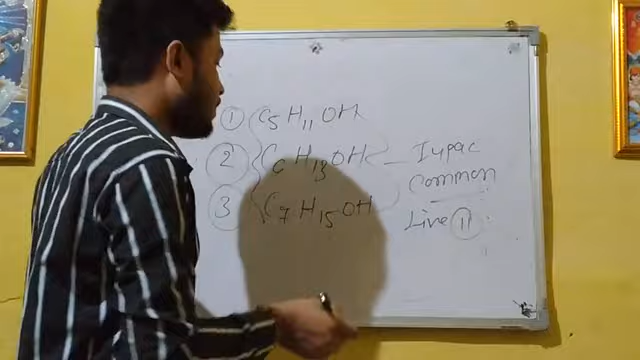 ① C5H11OH
② C6H13OH — Iupac
Common
③ C7H15OH
Live ⑪